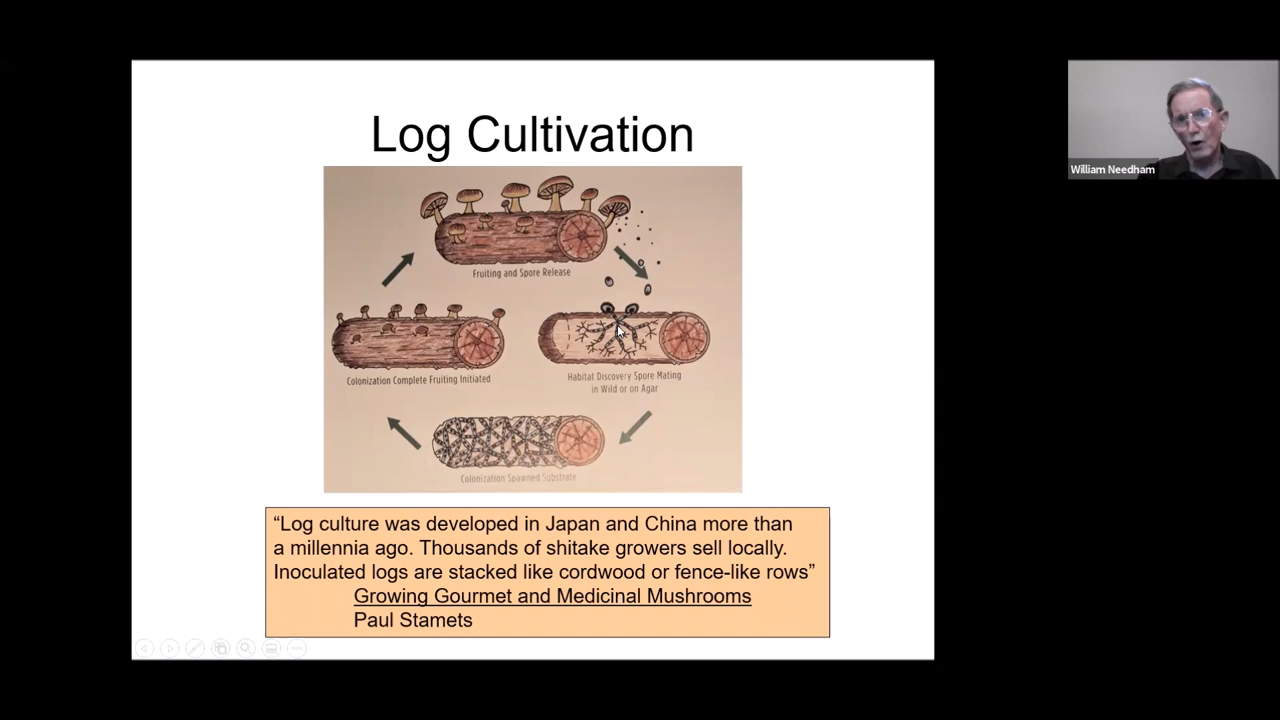 Log Cultivation
Fruiting and Spore Release
Colonization Complete Fruiting Initiated
Habitat Discovery Spore Mating
in Wild or on Agar
Colonization Spawned Substrate
“Log culture was developed in Japan and China more than
a millennia ago. Thousands of shitake growers sell locally.
Inoculated logs are stacked like cordwood or fence-like rows”
Growing Gourmet and Medicinal Mushrooms
Paul Stamets
William Needham